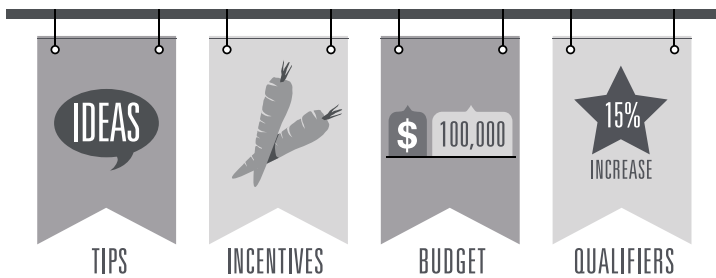 IDEAS
$ 100,000
15%
INCREASE
TIPS
INCENTIVES
BUDGET
QUALIFIERS